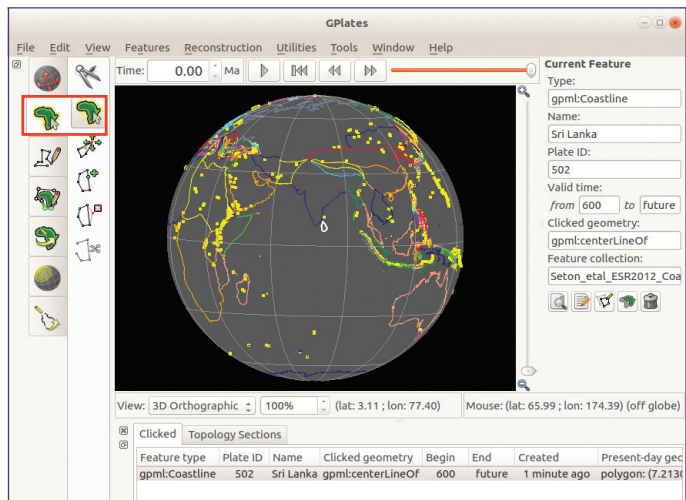 GPlates
File Edit View Features Reconstruction Utilities Tools Window Help
Time: 0.00 Ma
Current Feature
Type:
gpml:Coastline
Name:
Sri Lanka
Plate ID:
502
Valid time:
from 600 to future
Clicked geometry:
gpml:centerLineOf
Feature collection:
Seton_etal_ESR2012_Coa
View: 3D Orthographic 100% (lat: 3.11 ; lon: 77.40) Mouse: (lat: 65.99 ; lon: 174.39) (off globe)
Clicked Topology Sections
Feature type Plate ID Name Clicked geometry Begin End Created Present-day geo
gpml:Coastline 502 Sri Lanka gpml:centerLineOf 600 future 1 minute ago polygon: (7.2130